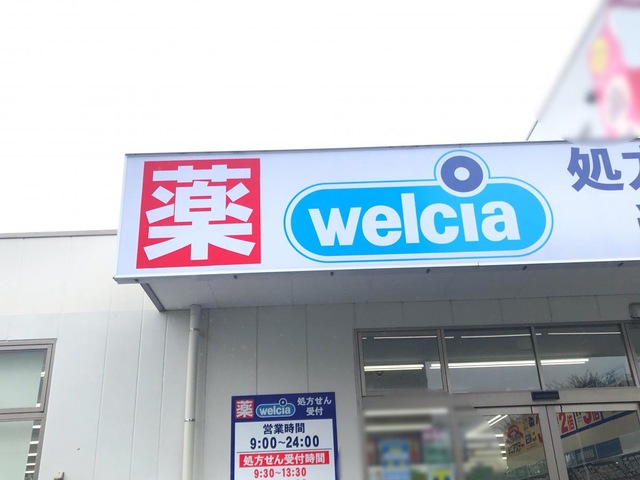 薬 welcia 処方
薬 welcia 処方せん
受付
営業時間
9:00~24:00
処方せん受付時間
9:30~13:30